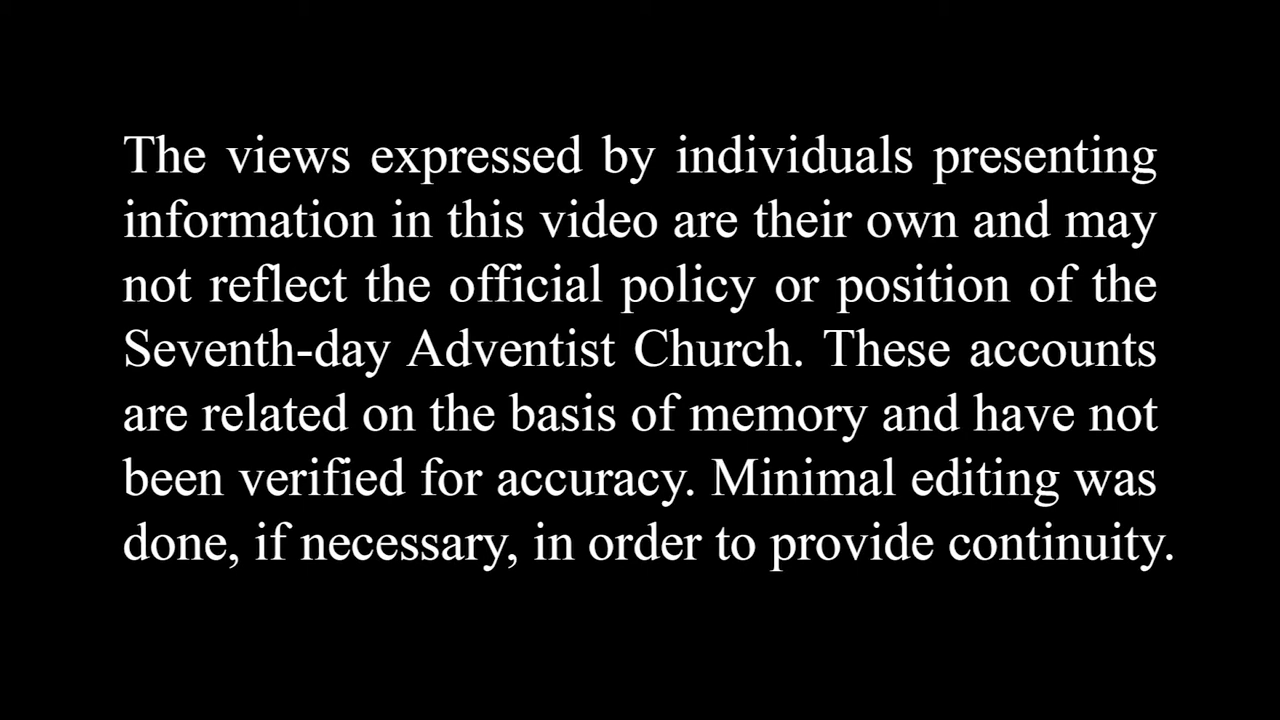 The views expressed by individuals presenting
information in this video are their own and may
not reflect the official policy or position of the
Seventh-day Adventist Church. These accounts
are related on the basis of memory and have not
been verified for accuracy. Minimal editing was
done, if necessary, in order to provide continuity.